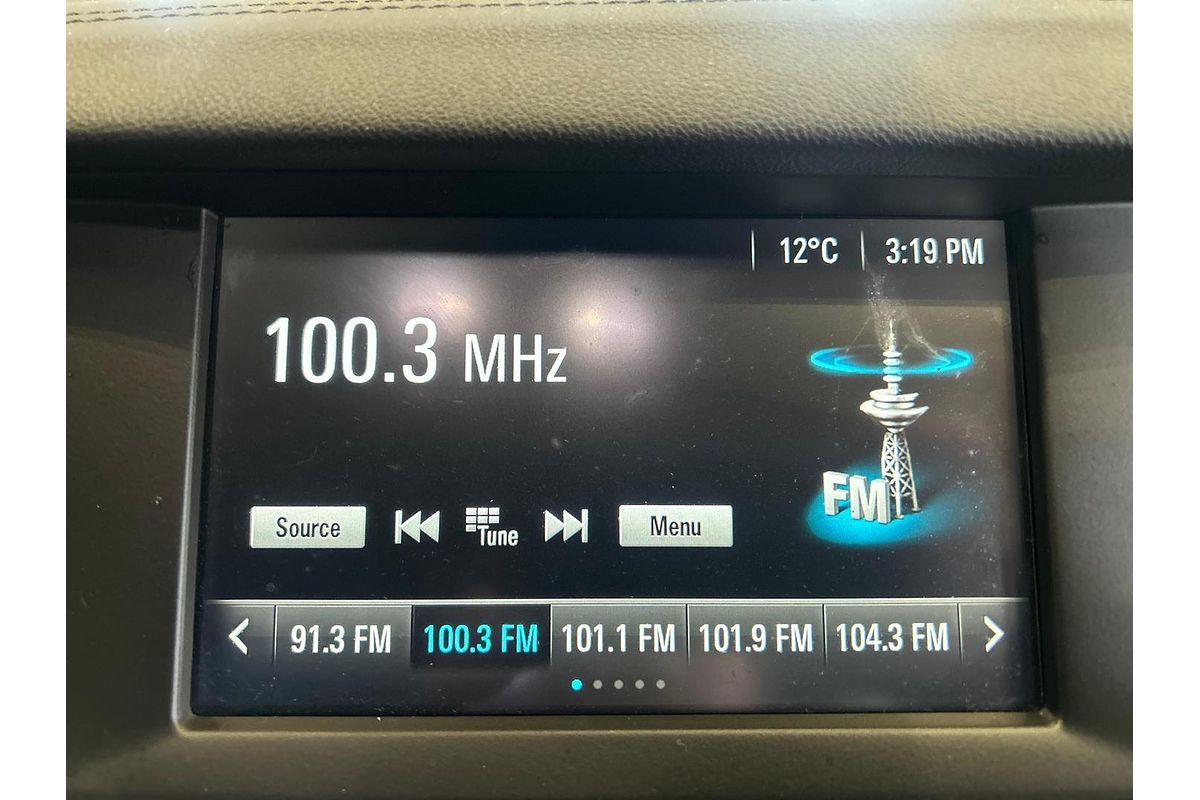 12°C 3:19 PM
100.3 MHz
FM
Source Tune Menu
91.3 FM 100.3 FM 101.1 FM 101.9 FM 104.3 FM